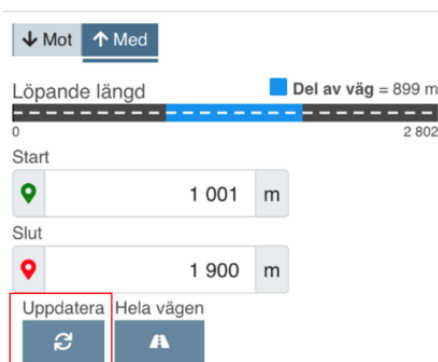 Mot Med
Löpande längd Del av väg = 899 m
0 2 802
Start
1 001 m
Slut
1 900 m
Uppdatera Hela vägen